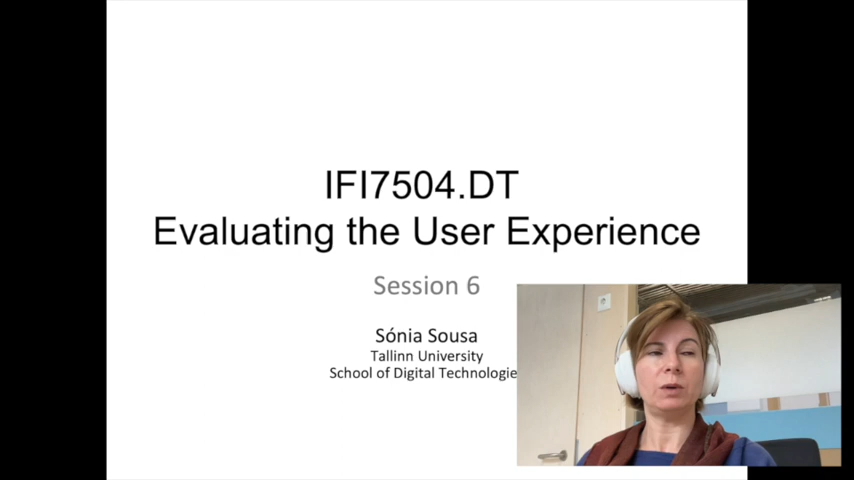 IFI7504.DT
Evaluating the User Experience
Session 6
Sónia Sousa
Tallinn University
School of Digital Technologie